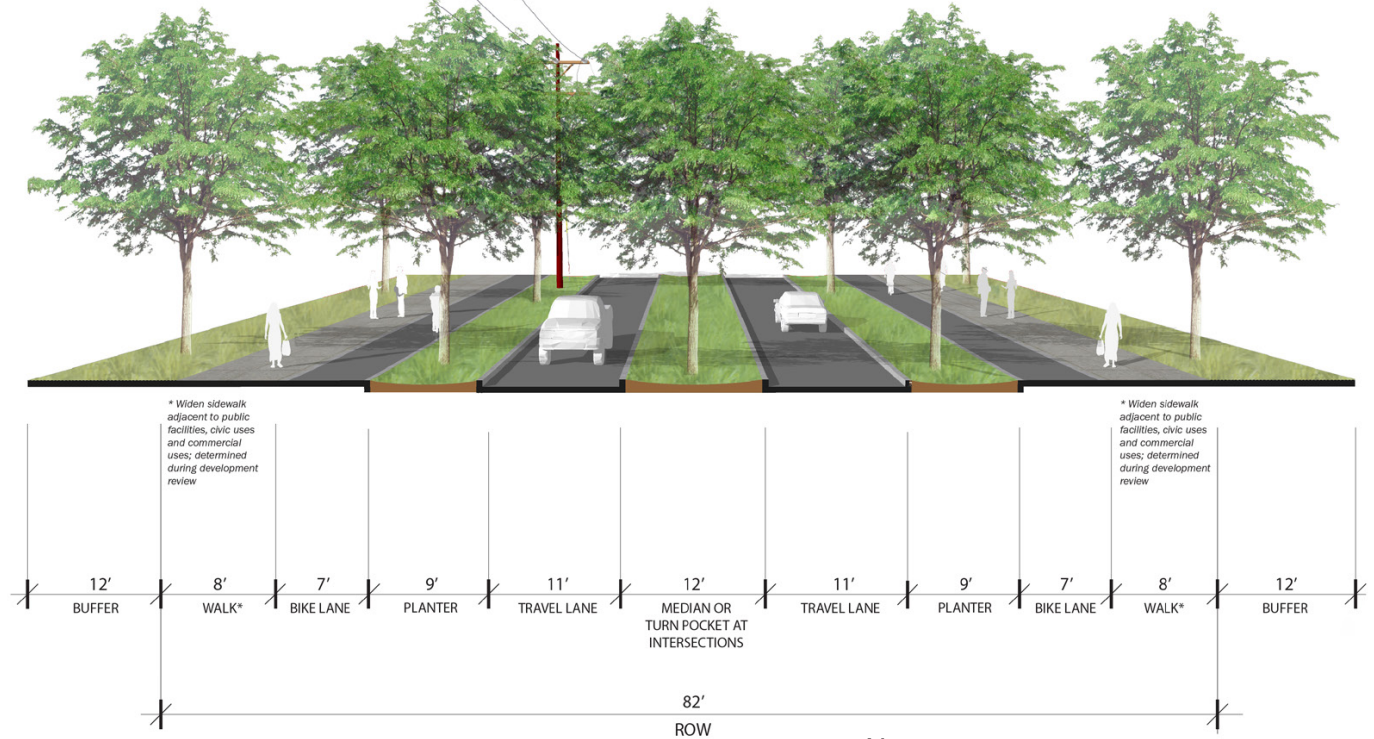 * Widen sidewalk
adjacent to public
facilities, civic uses
and commercial
uses; determined
during development
review
* Widen sidewalk
adjacent to public
facilities, civic uses
and commercial
uses; determined
during development
review
12’ 8’ 7’ 9’ 11’ 12’ 11’ 9’ 7’ 8’ 12’
BUFFER WALK* BIKE LANE PLANTER TRAVEL LANE MEDIAN OR TRAVEL LANE PLANTER BIKE LANE WALK* BUFFER
TURN POCKET AT
INTERSECTIONS
82’
ROW